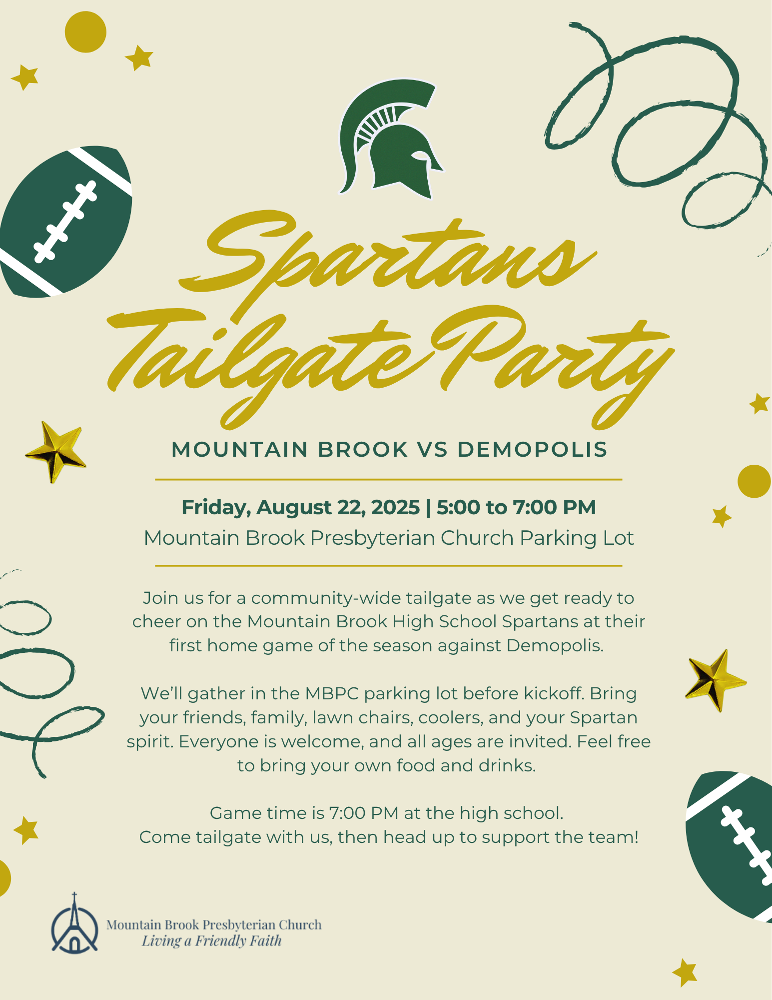 Spartans
Tailgate Party
MOUNTAIN BROOK VS DEMOPOLIS
Friday, August 22, 2025 | 5:00 to 7:00 PM
Mountain Brook Presbyterian Church Parking Lot
Join us for a community-wide tailgate as we get ready to
cheer on the Mountain Brook High School Spartans at their
first home game of the season against Demopolis.
We’ll gather in the MBPC parking lot before kickoff. Bring
your friends, family, lawn chairs, coolers, and your Spartan
spirit. Everyone is welcome, and all ages are invited. Feel free
to bring your own food and drinks.
Game time is 7:00 PM at the high school.
Come tailgate with us, then head up to support the team!
Mountain Brook Presbyterian Church
Living a Friendly Faith